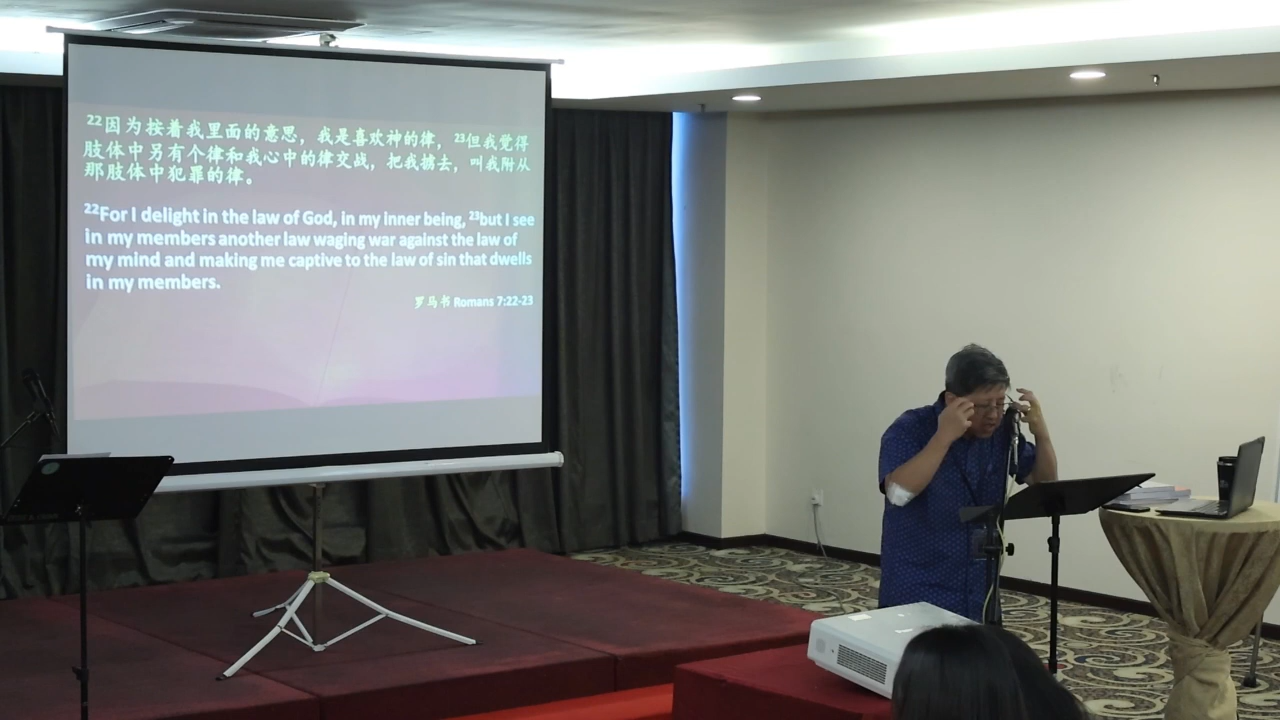 ²²因为按着我里面的意思，我是喜欢神的律，²³但我觉得
肢体中另有个律和我心中的律交战，把我掳去，叫我附从
那肢体中犯罪的律。
²²For I delight in the law of God, in my inner being, ²³but I see
in my members another law waging war against the law of
my mind and making me captive to the law of sin that dwells
in my members.
罗马书 Romans 7:22-23